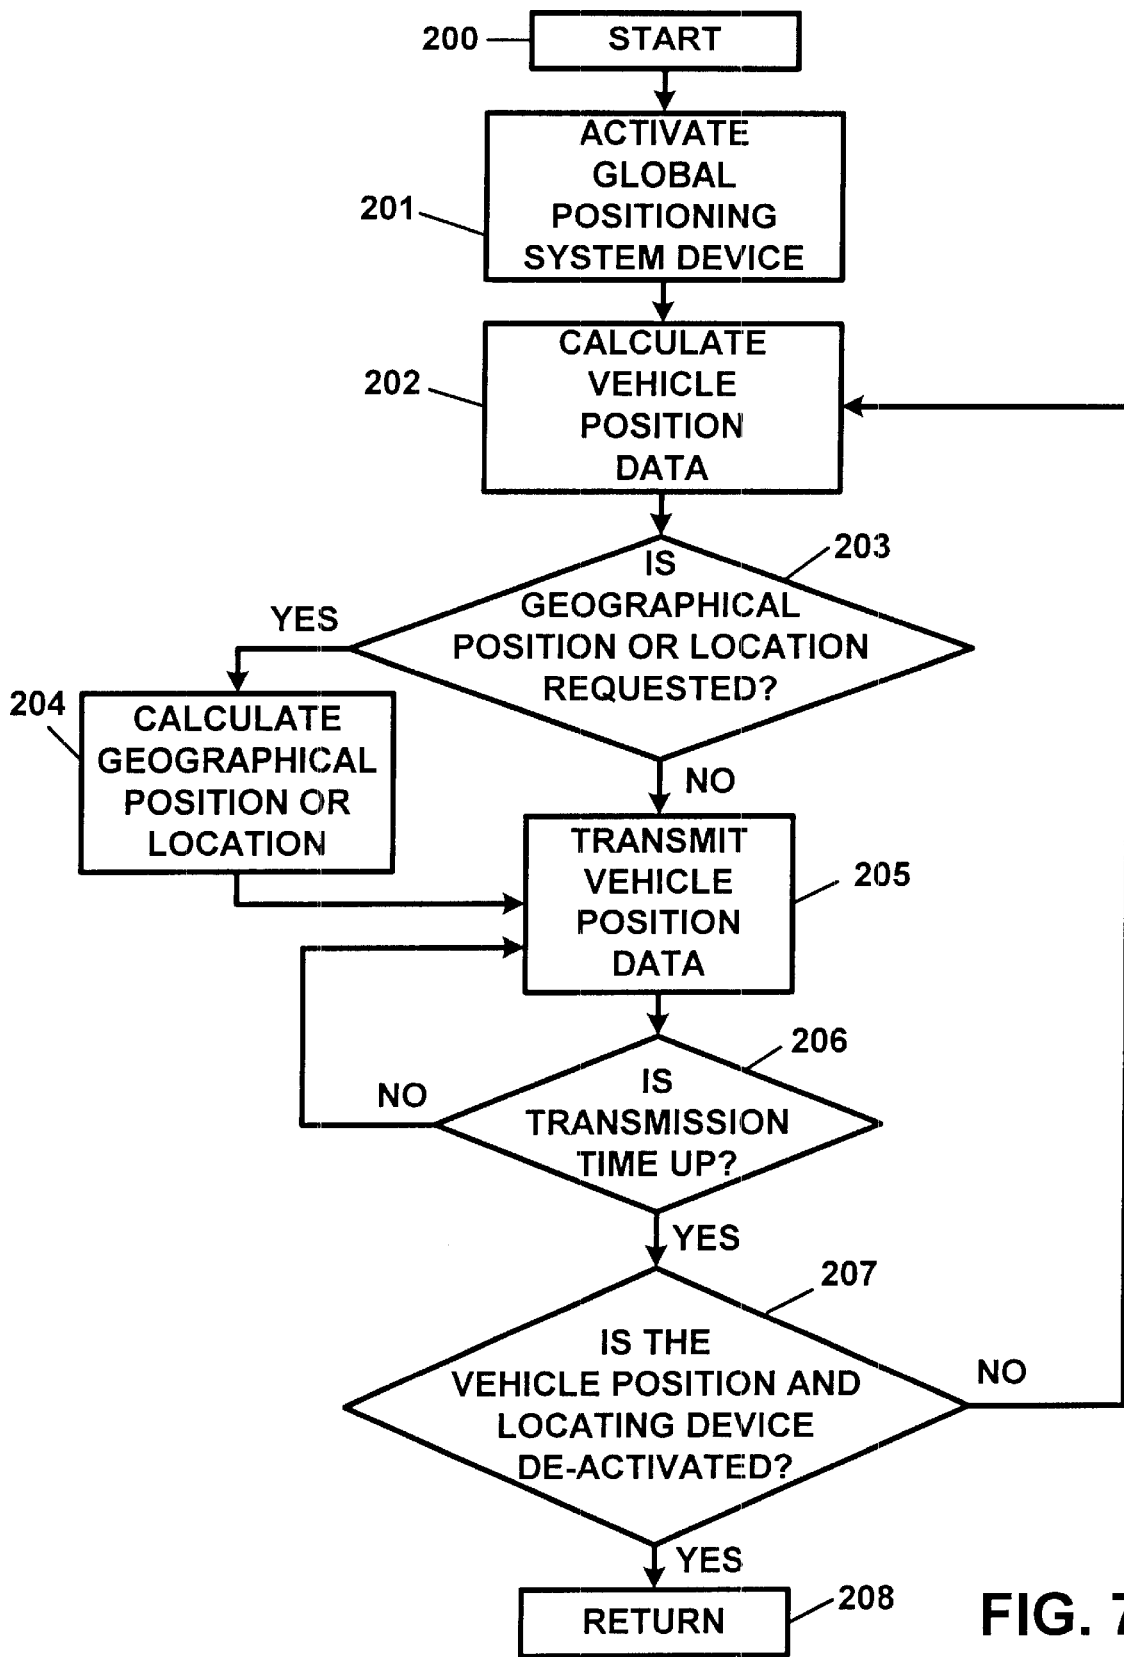 200
START
ACTIVATE
GLOBAL
POSITIONING
SYSTEM DEVICE
201
CALCULATE
VEHICLE
POSITION
DATA
202
203
IS
GEOGRAPHICAL
POSITION OR LOCATION
REQUESTED?
YES
204
CALCULATE
GEOGRAPHICAL
POSITION OR
LOCATION
NO
TRANSMIT
VEHICLE
POSITION
DATA
205
206
NO
IS
TRANSMISSION
TIME UP?
YES
207
IS THE
VEHICLE POSITION AND
LOCATING DEVICE
DE-ACTIVATED?
NO
YES
RETURN
208
FIG. 7